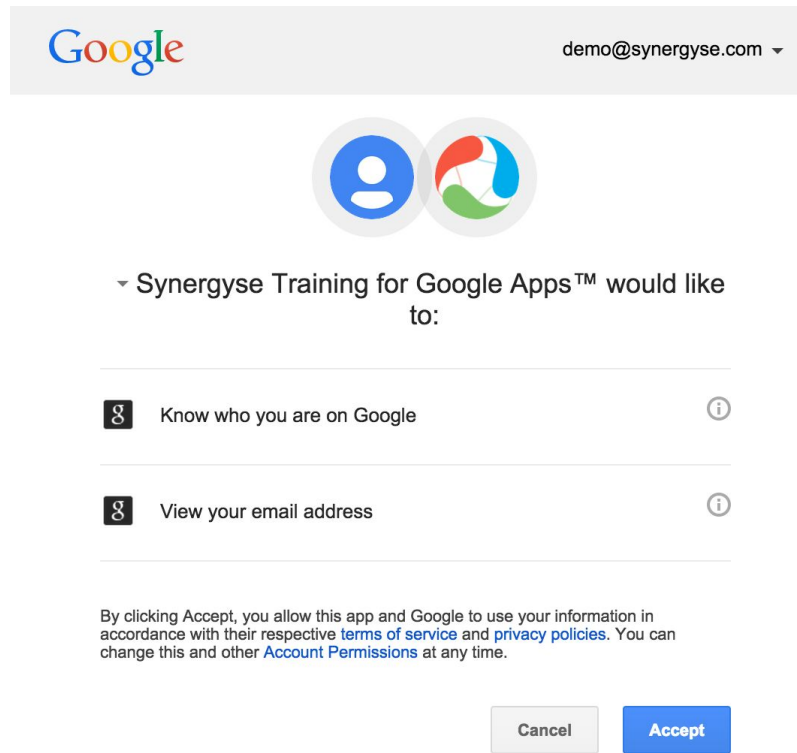 Google
demo@synergyse.com
Synergyse Training for Google Apps™ would like
to:
g Know who you are on Google
g View your email address
By clicking Accept, you allow this app and Google to use your information in
accordance with their respective terms of service and privacy policies. You can
change this and other Account Permissions at any time.
Cancel Accept